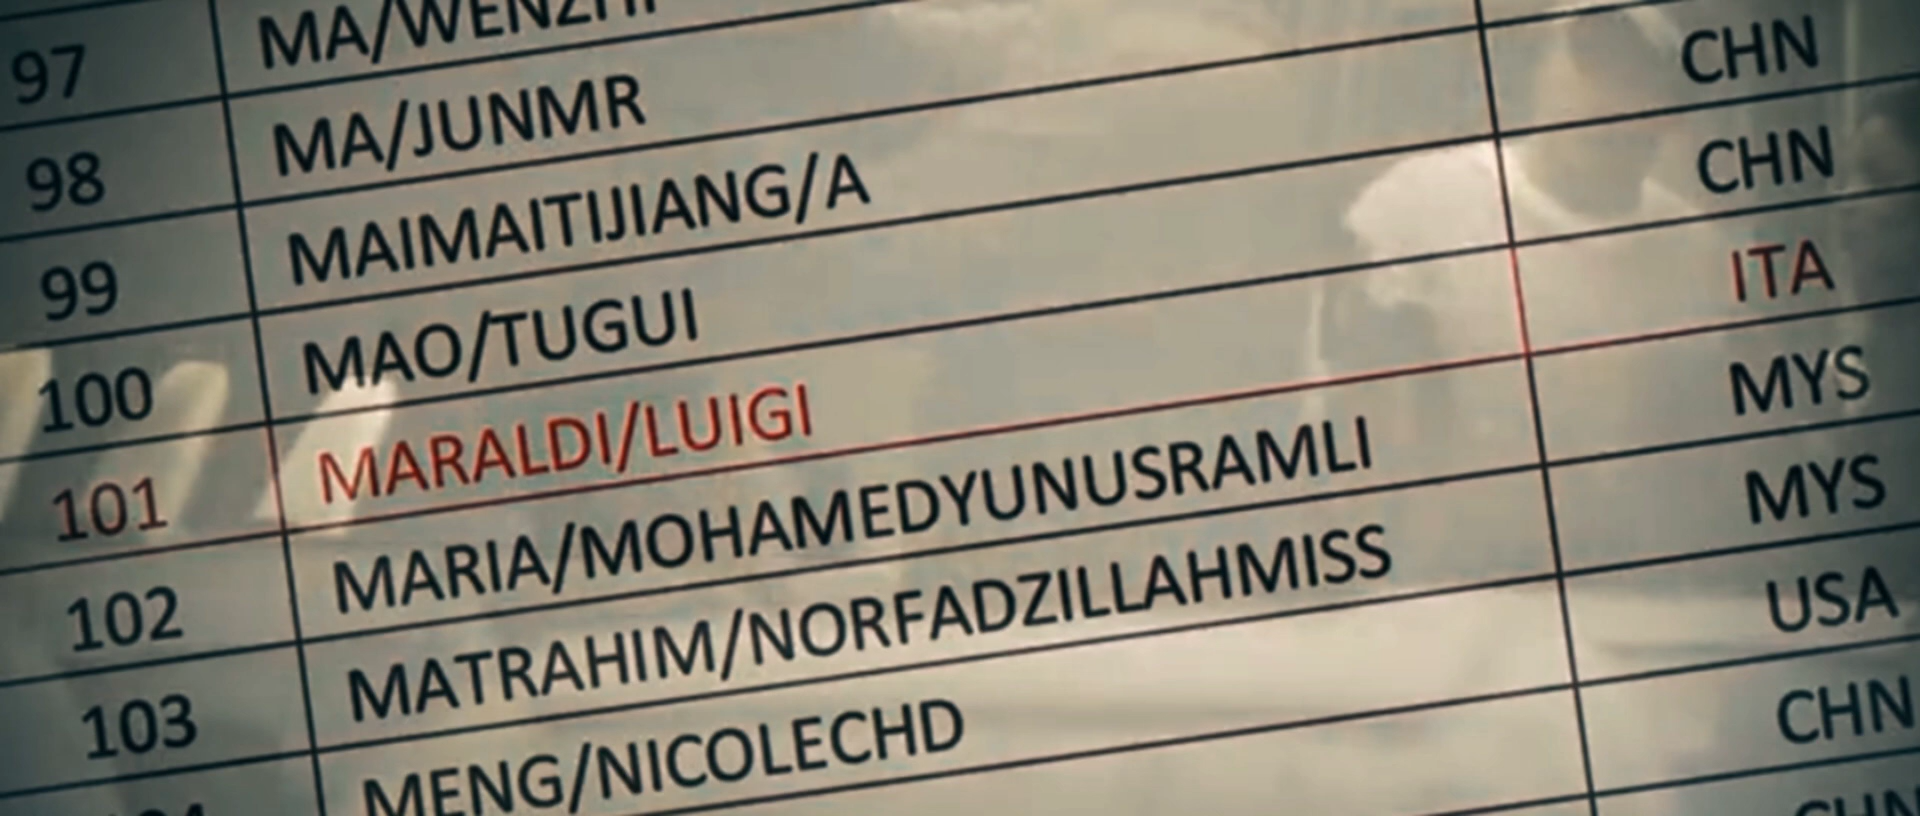 97 MA/WENZHI
98 MA/JUNMR
99 MAIMAITIJIANG/A CHN
100 MAO/TUGUI CHN
101 MARALDI/LUIGI ITA
102 MARIA/MOHAMEDYUNUSRAMLI MYS
103 MATRAHIM/NORFADZILLAHMISS MYS
MENG/NICOLECHD USA
CHN
CHN